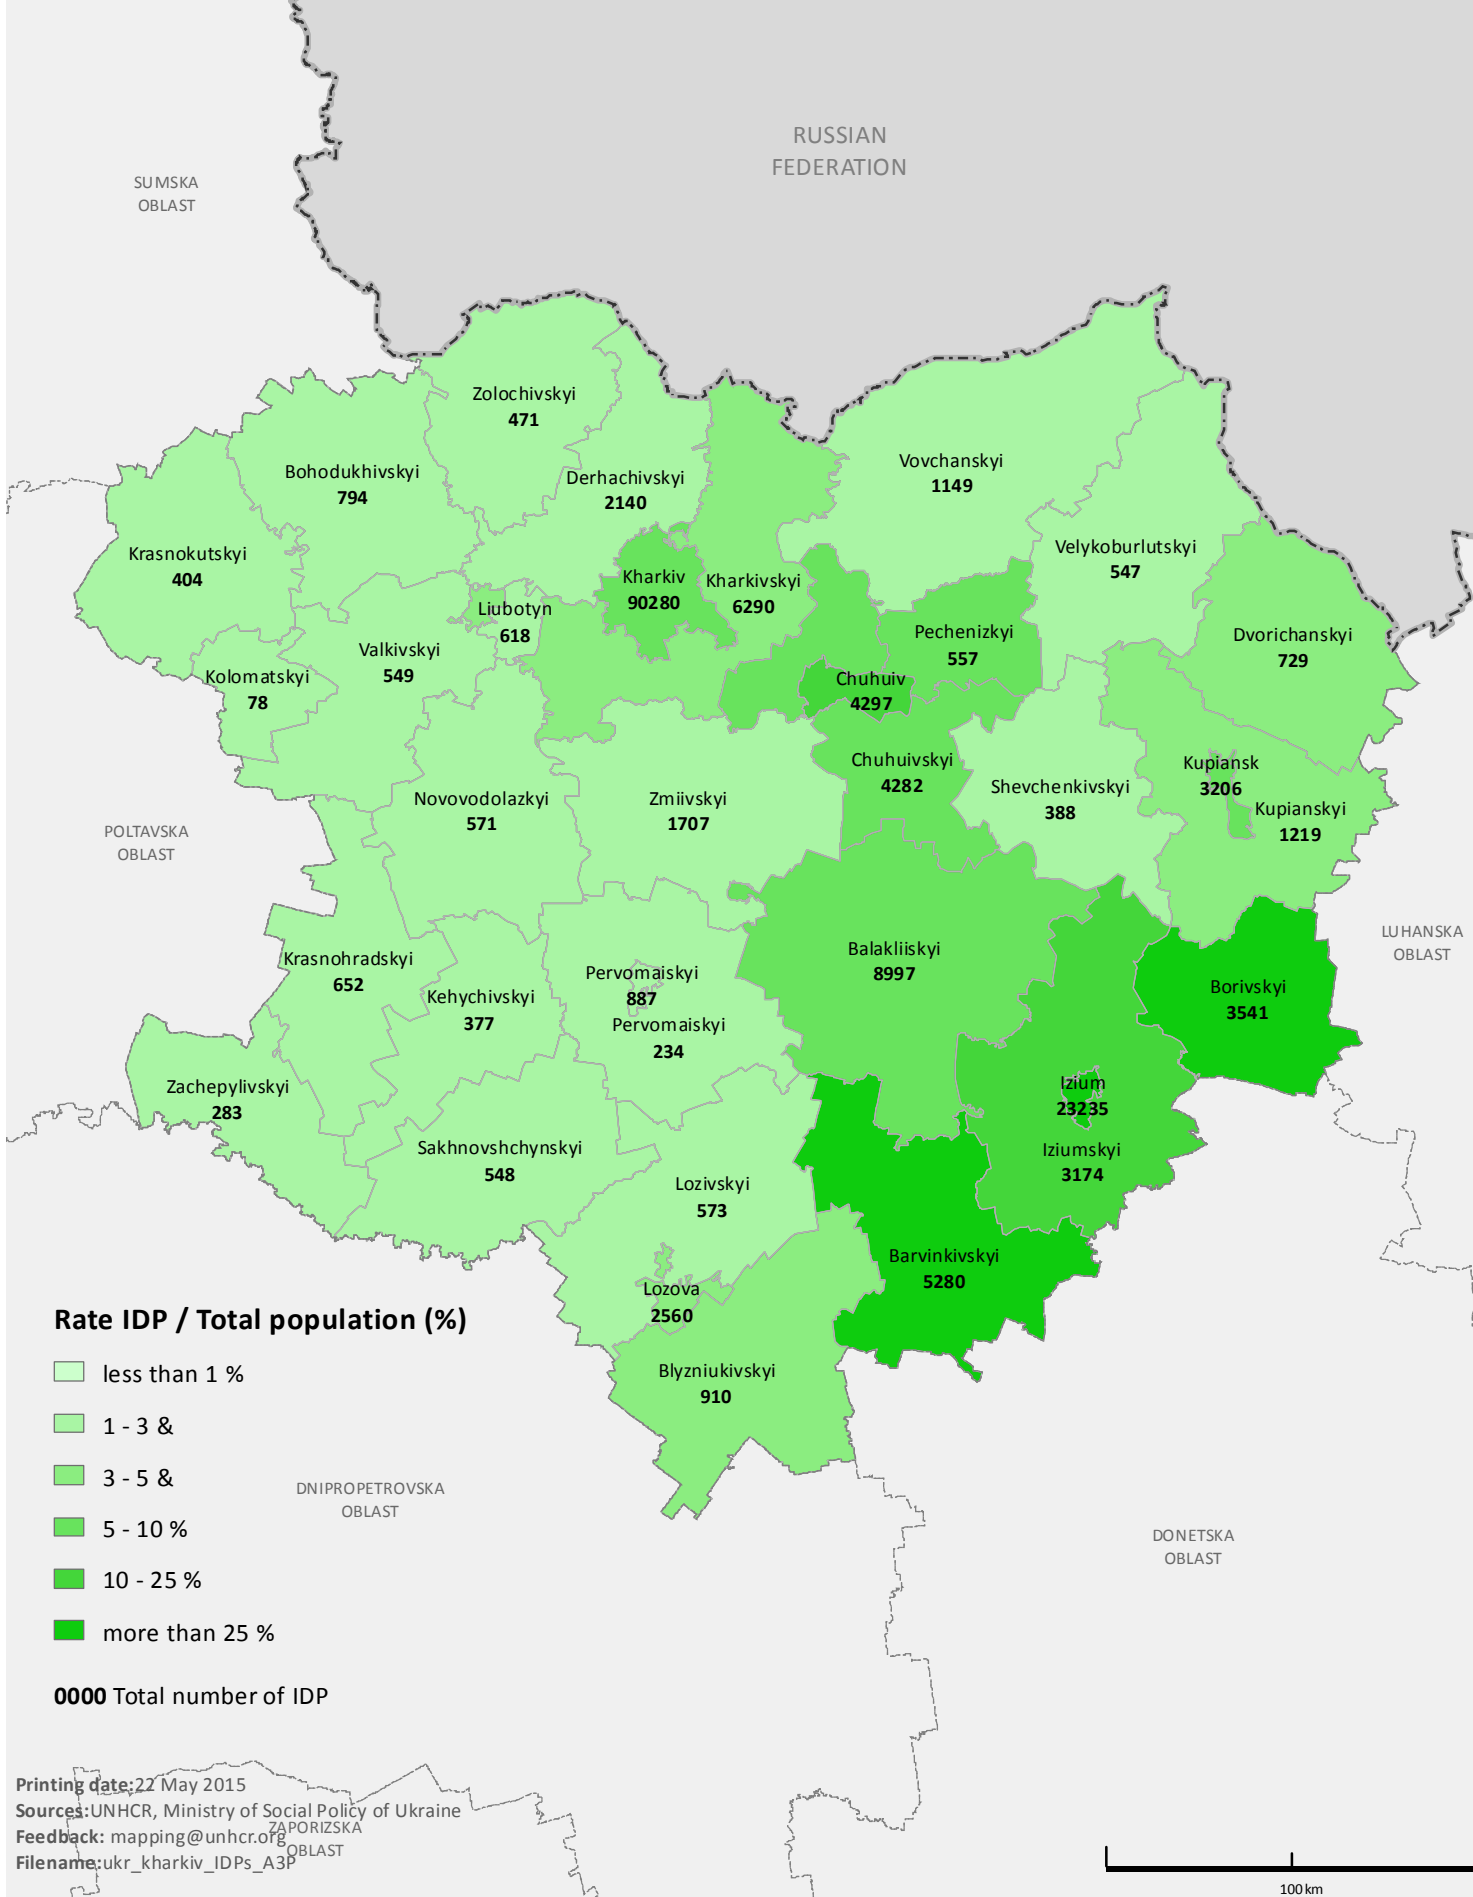 RUSSIAN
FEDERATION
SUMSKA
OBLAST
Zolochivskyi
471
Bohodukhivskyi
794
Derhachivskyi
2140
Vovchanskyi
1149
Krasnokutskyi
404
Velykoburlutskyi
547
Kharkiv
90280
Kharkivskyi
6290
Liubotyn
618
Pechenizkyi
557
Dvorichanskyi
729
Valkivskyi
549
Kolomatskyi
78
Chuhuiv
4297
Chuhuivskyi
4282
Kupiansk
3206
Shevchenkivskyi
388
Kupianskyi
1219
Novovodolazkyi
571
Zmiivskyi
1707
POLTAVSKA
OBLAST
LUHANSKA
OBLAST
Balakliiskyi
8997
Krasnohradskyi
652
Pervomaiskyi
887
Kehychivskyi
377
Borivskyi
3541
Pervomaiskyi
234
Zachepylivskyi
283
Izium
23235
Sakhnovshchynskyi
548
Iziumskyi
3174
Lozivskyi
573
Barvinkivskyi
5280
Lozova
2560
Blyzniukivskyi
910
Rate IDP / Total population (%)
less than 1 %
1 - 3 &
3 - 5 &
5 - 10 %
10 - 25 %
more than 25 %
0000 Total number of IDP
DNIPROPETROVSKA
OBLAST
DONETSKA
OBLAST
Printing date:22 May 2015
Sources:UNHCR, Ministry of Social Policy of Ukraine
Feedback: mapping@unhcr.org
Filename:ukr_kharkiv_IDPs_A3P
ZAPORIZSKA
OBLAST
100 km